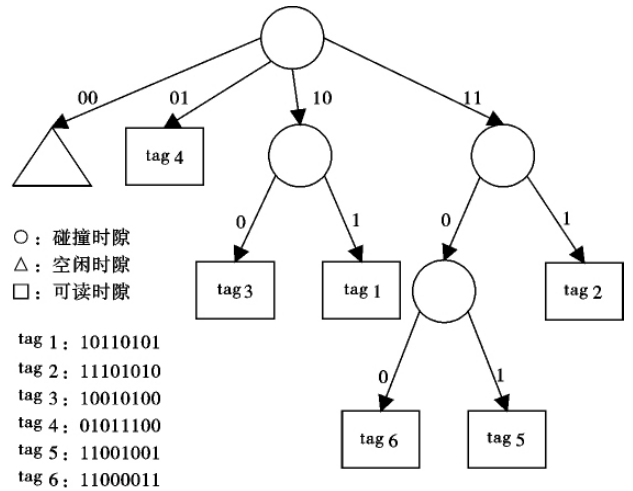 00
01
10
11
tag 4
0
1
0
1
○：碰撞时隙
△：空闲时隙
□：可读时隙
tag 3
tag 1
tag 2
tag 1：10110101
tag 2：11101010
tag 3：10010100
tag 4：01011100
tag 5：11001001
tag 6：11000011
0
1
tag 6
tag 5